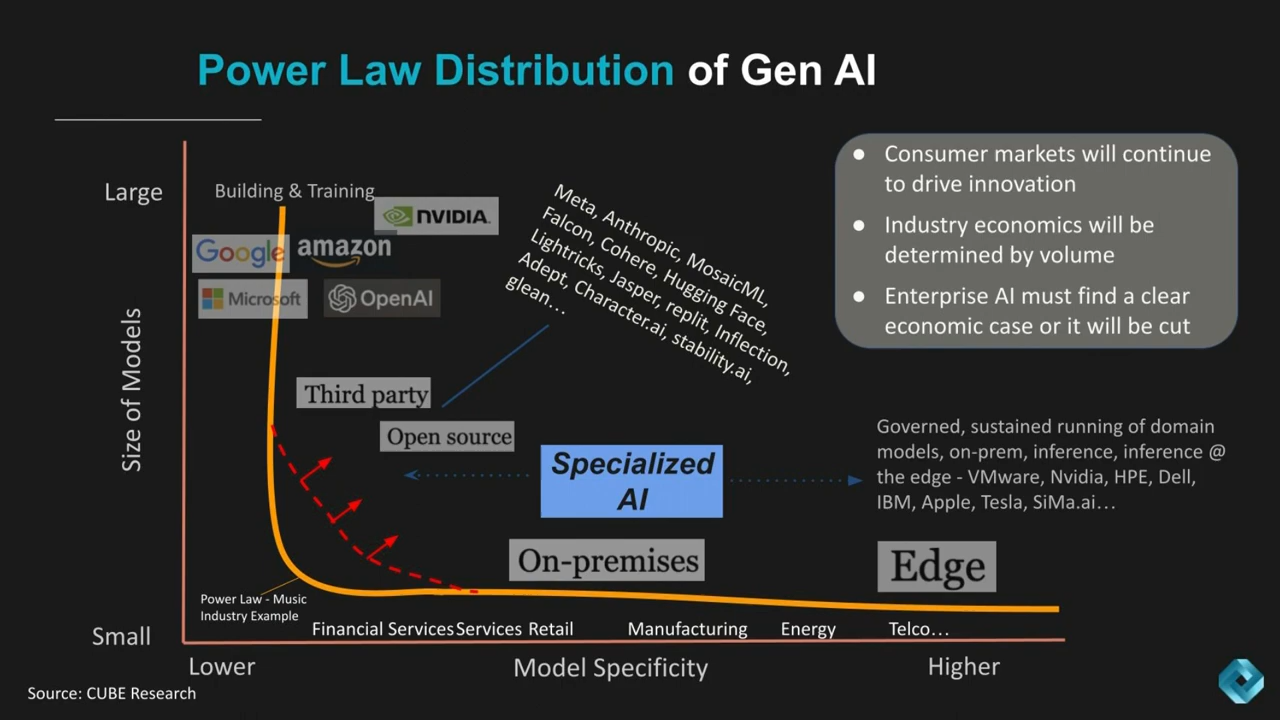 Power Law Distribution of Gen AI
Large
Building & Training
NVIDIA.
Google
amazon
Microsoft
OpenAI
Meta, Anthropic, MosaicML,
Falcon, Cohere, Hugging Face,
Lightricks, Jasper, replit, Inflection,
Adept, Character.ai, stability.ai,
glean...
● Consumer markets will continue
to drive innovation
● Industry economics will be
determined by volume
● Enterprise AI must find a clear
economic case or it will be cut
Size of Models
Third party
Open source
Specialized
AI
Governed, sustained running of domain
models, on-prem, inference, inference @
the edge - VMware, Nvidia, HPE, Dell,
IBM, Apple, Tesla, SiMa.ai...
On-premises
Edge
Power Law - Music
Industry Example
Small
Financial Services Services Retail Manufacturing Energy Telco...
Lower
Model Specificity
Higher
Source: CUBE Research